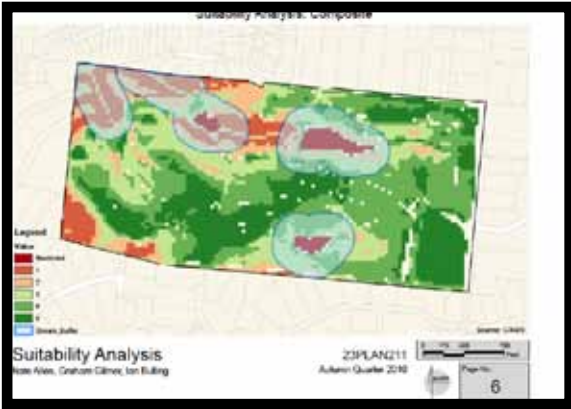 Suitability Analysis: Composite
Legend
Value
Restricted
1
2
3
4
5
Suitability Analysis
23PLAN211
Nate Allen, Graham Gilmer, Ian
Autumn Quarter 2010
Page No.
6